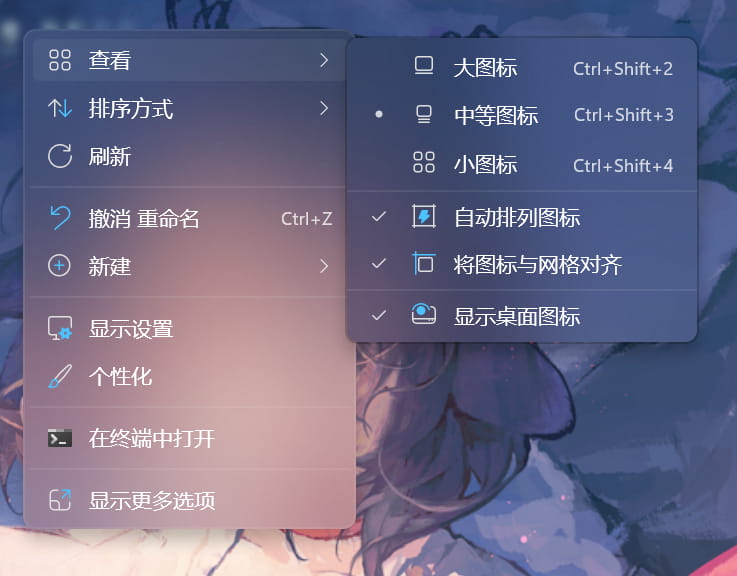 查看
排序方式
刷新
撤消 重命名 Ctrl+Z
新建
显示设置
个性化
在终端中打开
显示更多选项
大图标 Ctrl+Shift+2
中等图标 Ctrl+Shift+3
小图标 Ctrl+Shift+4
自动排列图标
将图标与网格对齐
显示桌面图标